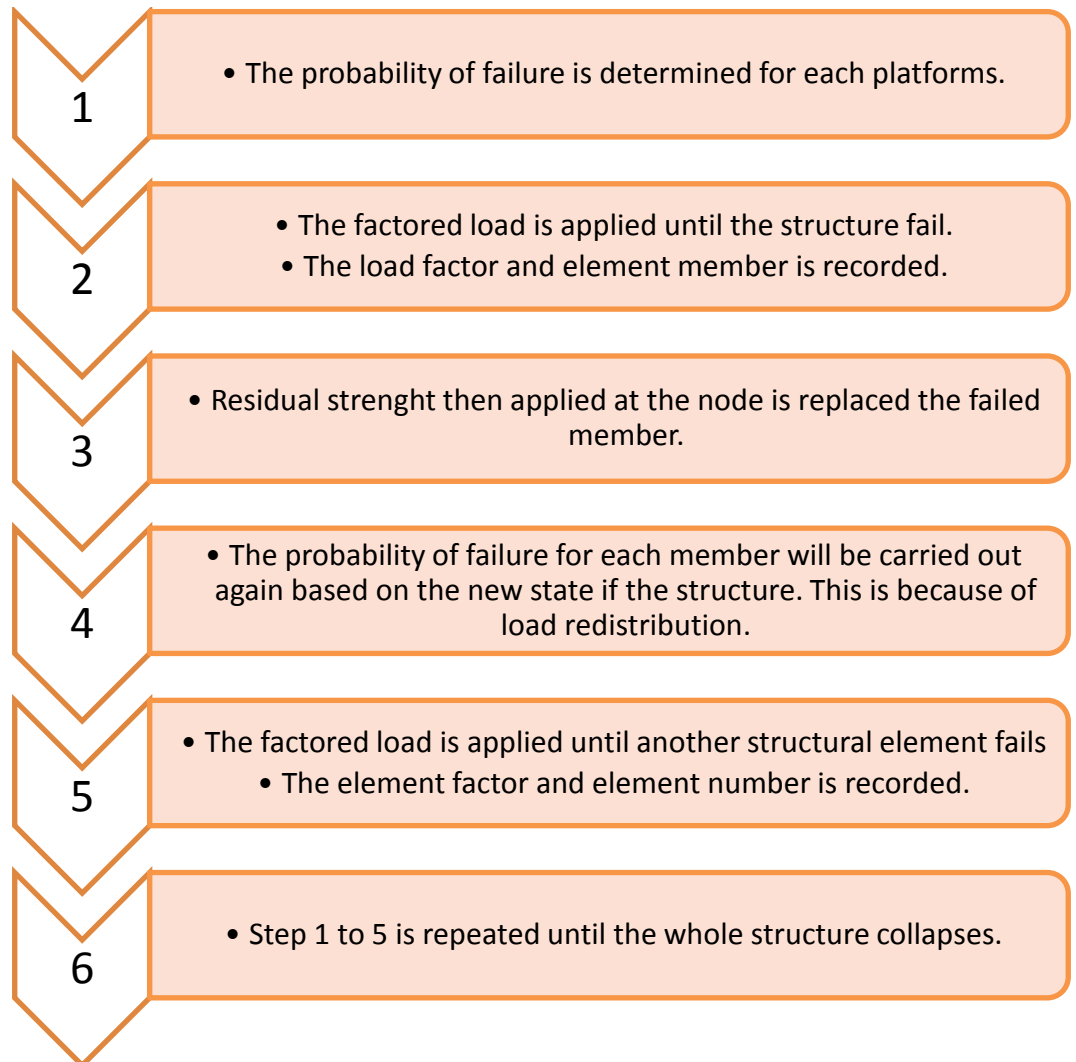 1
• The probability of failure is determined for each platforms.
2
• The factored load is applied until the structure fail.
• The load factor and element member is recorded.
3
• Residual strenght then applied at the node is replaced the failed
member.
4
• The probability of failure for each member will be carried out
again based on the new state if the structure. This is because of
load redistribution.
5
• The factored load is applied until another structural element fails
• The element factor and element number is recorded.
6
• Step 1 to 5 is repeated until the whole structure collapses.